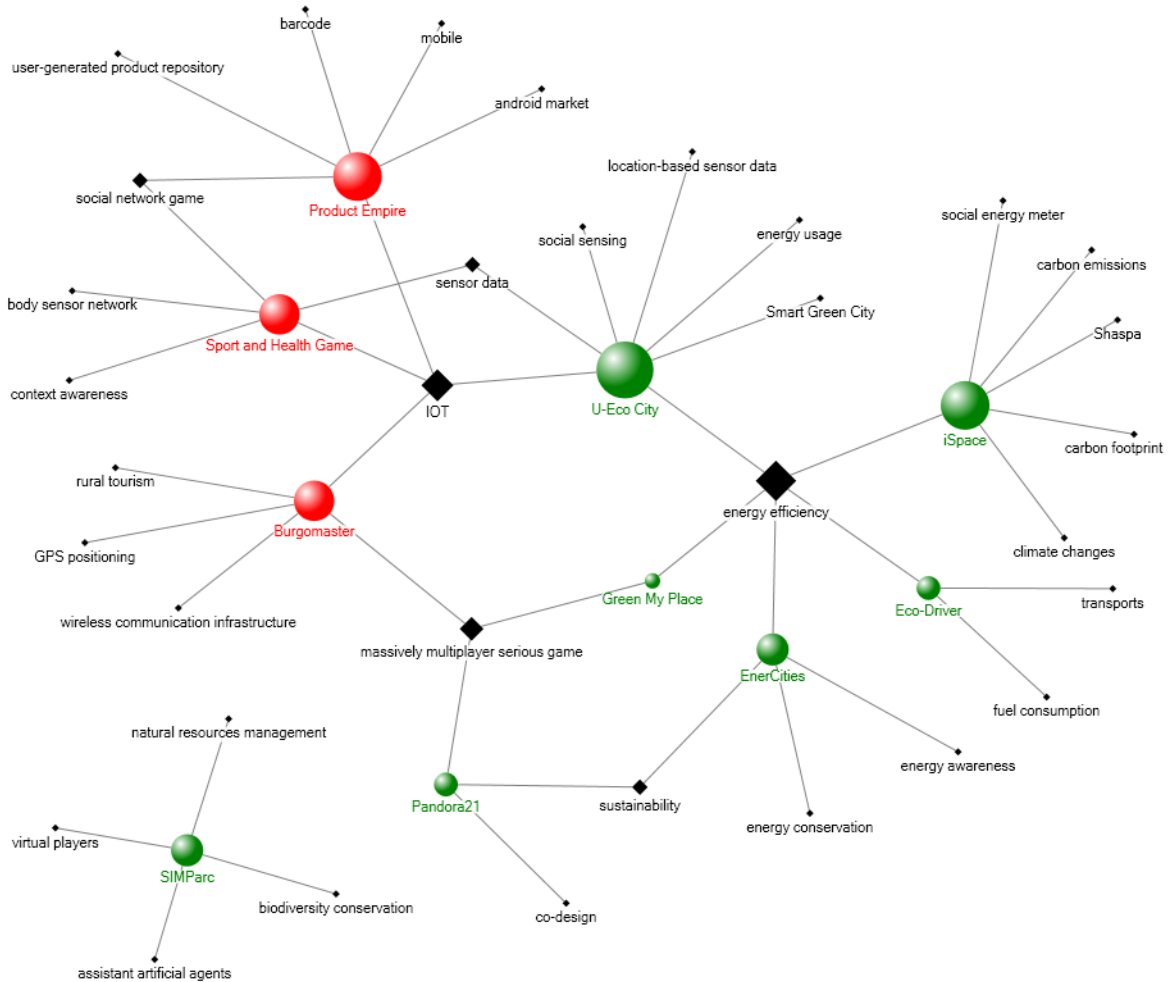 barcode
mobile
user-generated product repository
android market
location-based sensor data
social network game
Product Empire
social energy meter
energy usage
social sensing
carbon emissions
sensor data
body sensor network
Smart Green City
Shaspa
Sport and Health Game
context awareness
IOT
U-Eco City
iSpace
carbon footprint
rural tourism
energy efficiency
Burgomaster
GPS positioning
climate changes
Green My Place
transports
Eco-Driver
wireless communication infrastructure
massively multiplayer serious game
EnerCities
fuel consumption
natural resources management
energy awareness
Pandora21
sustainability
energy conservation
virtual players
SIMParc
biodiversity conservation
co-design
assistant artificial agents